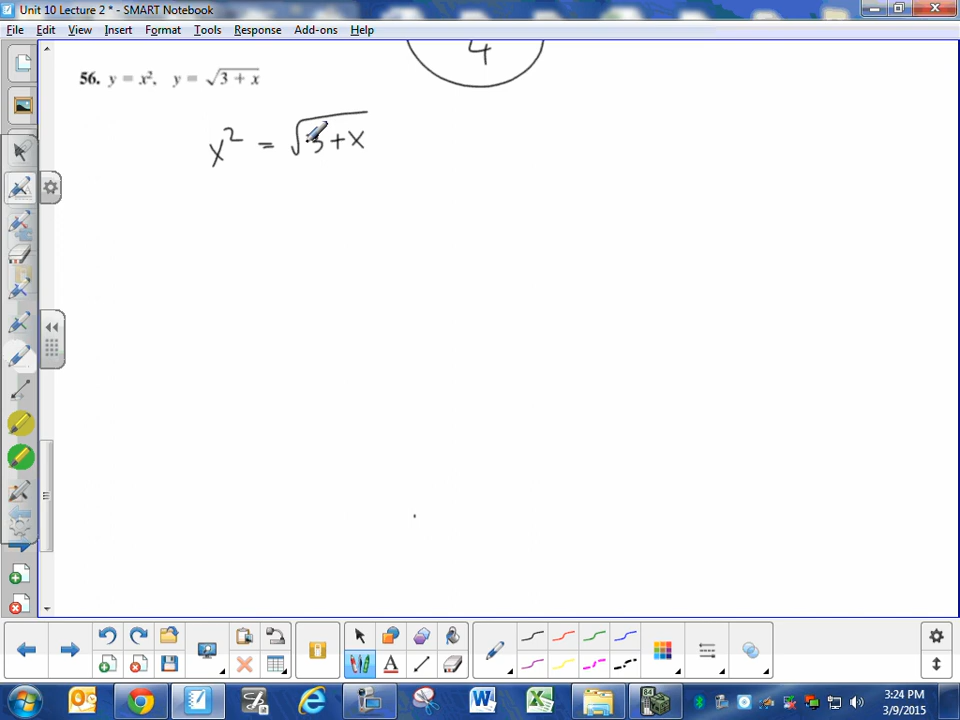 Unit 10 Lecture 2 * - SMART Notebook
File Edit View Insert Format Tools Response Add-ons Help
4
56. y = x², y = √3 + x
x² = √3+x
84
3:24 PM
3/9/2015